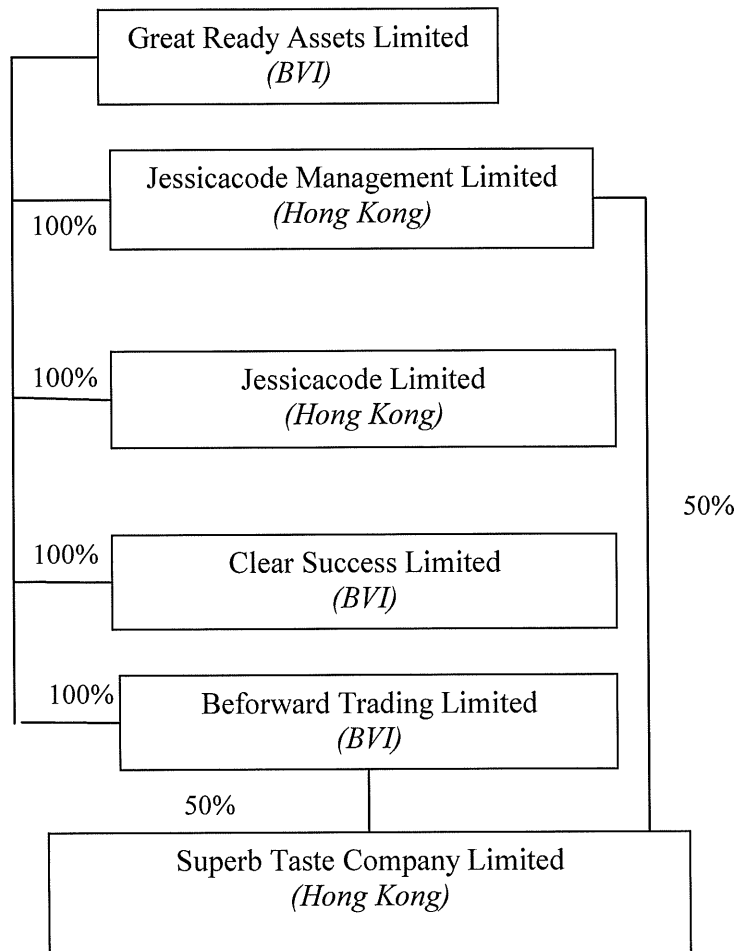 Great Ready Assets Limited
(BVI)
Jessicacode Management Limited
(Hong Kong)
100%
100%
Jessicacode Limited
(Hong Kong)
50%
100%
Clear Success Limited
(BVI)
100%
Beforward Trading Limited
(BVI)
50%
Superb Taste Company Limited
(Hong Kong)